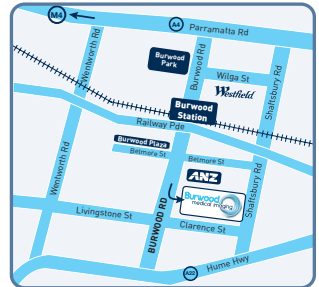 M4
A4
Parramatta Rd
Wentworth Rd
Burwood
Park
Burwood Rd
Wilga St
Shaftsbury Rd
Westfield
Burwood
Station
Railway Pde
Burwood Plaza
Belmore St
Belmore St
Wentworth Rd
ANZ
Burwood
medical imaging
Shaftsbury Rd
BURWOOD RD
Livingstone St
Clarence St
A22
Hume Hwy